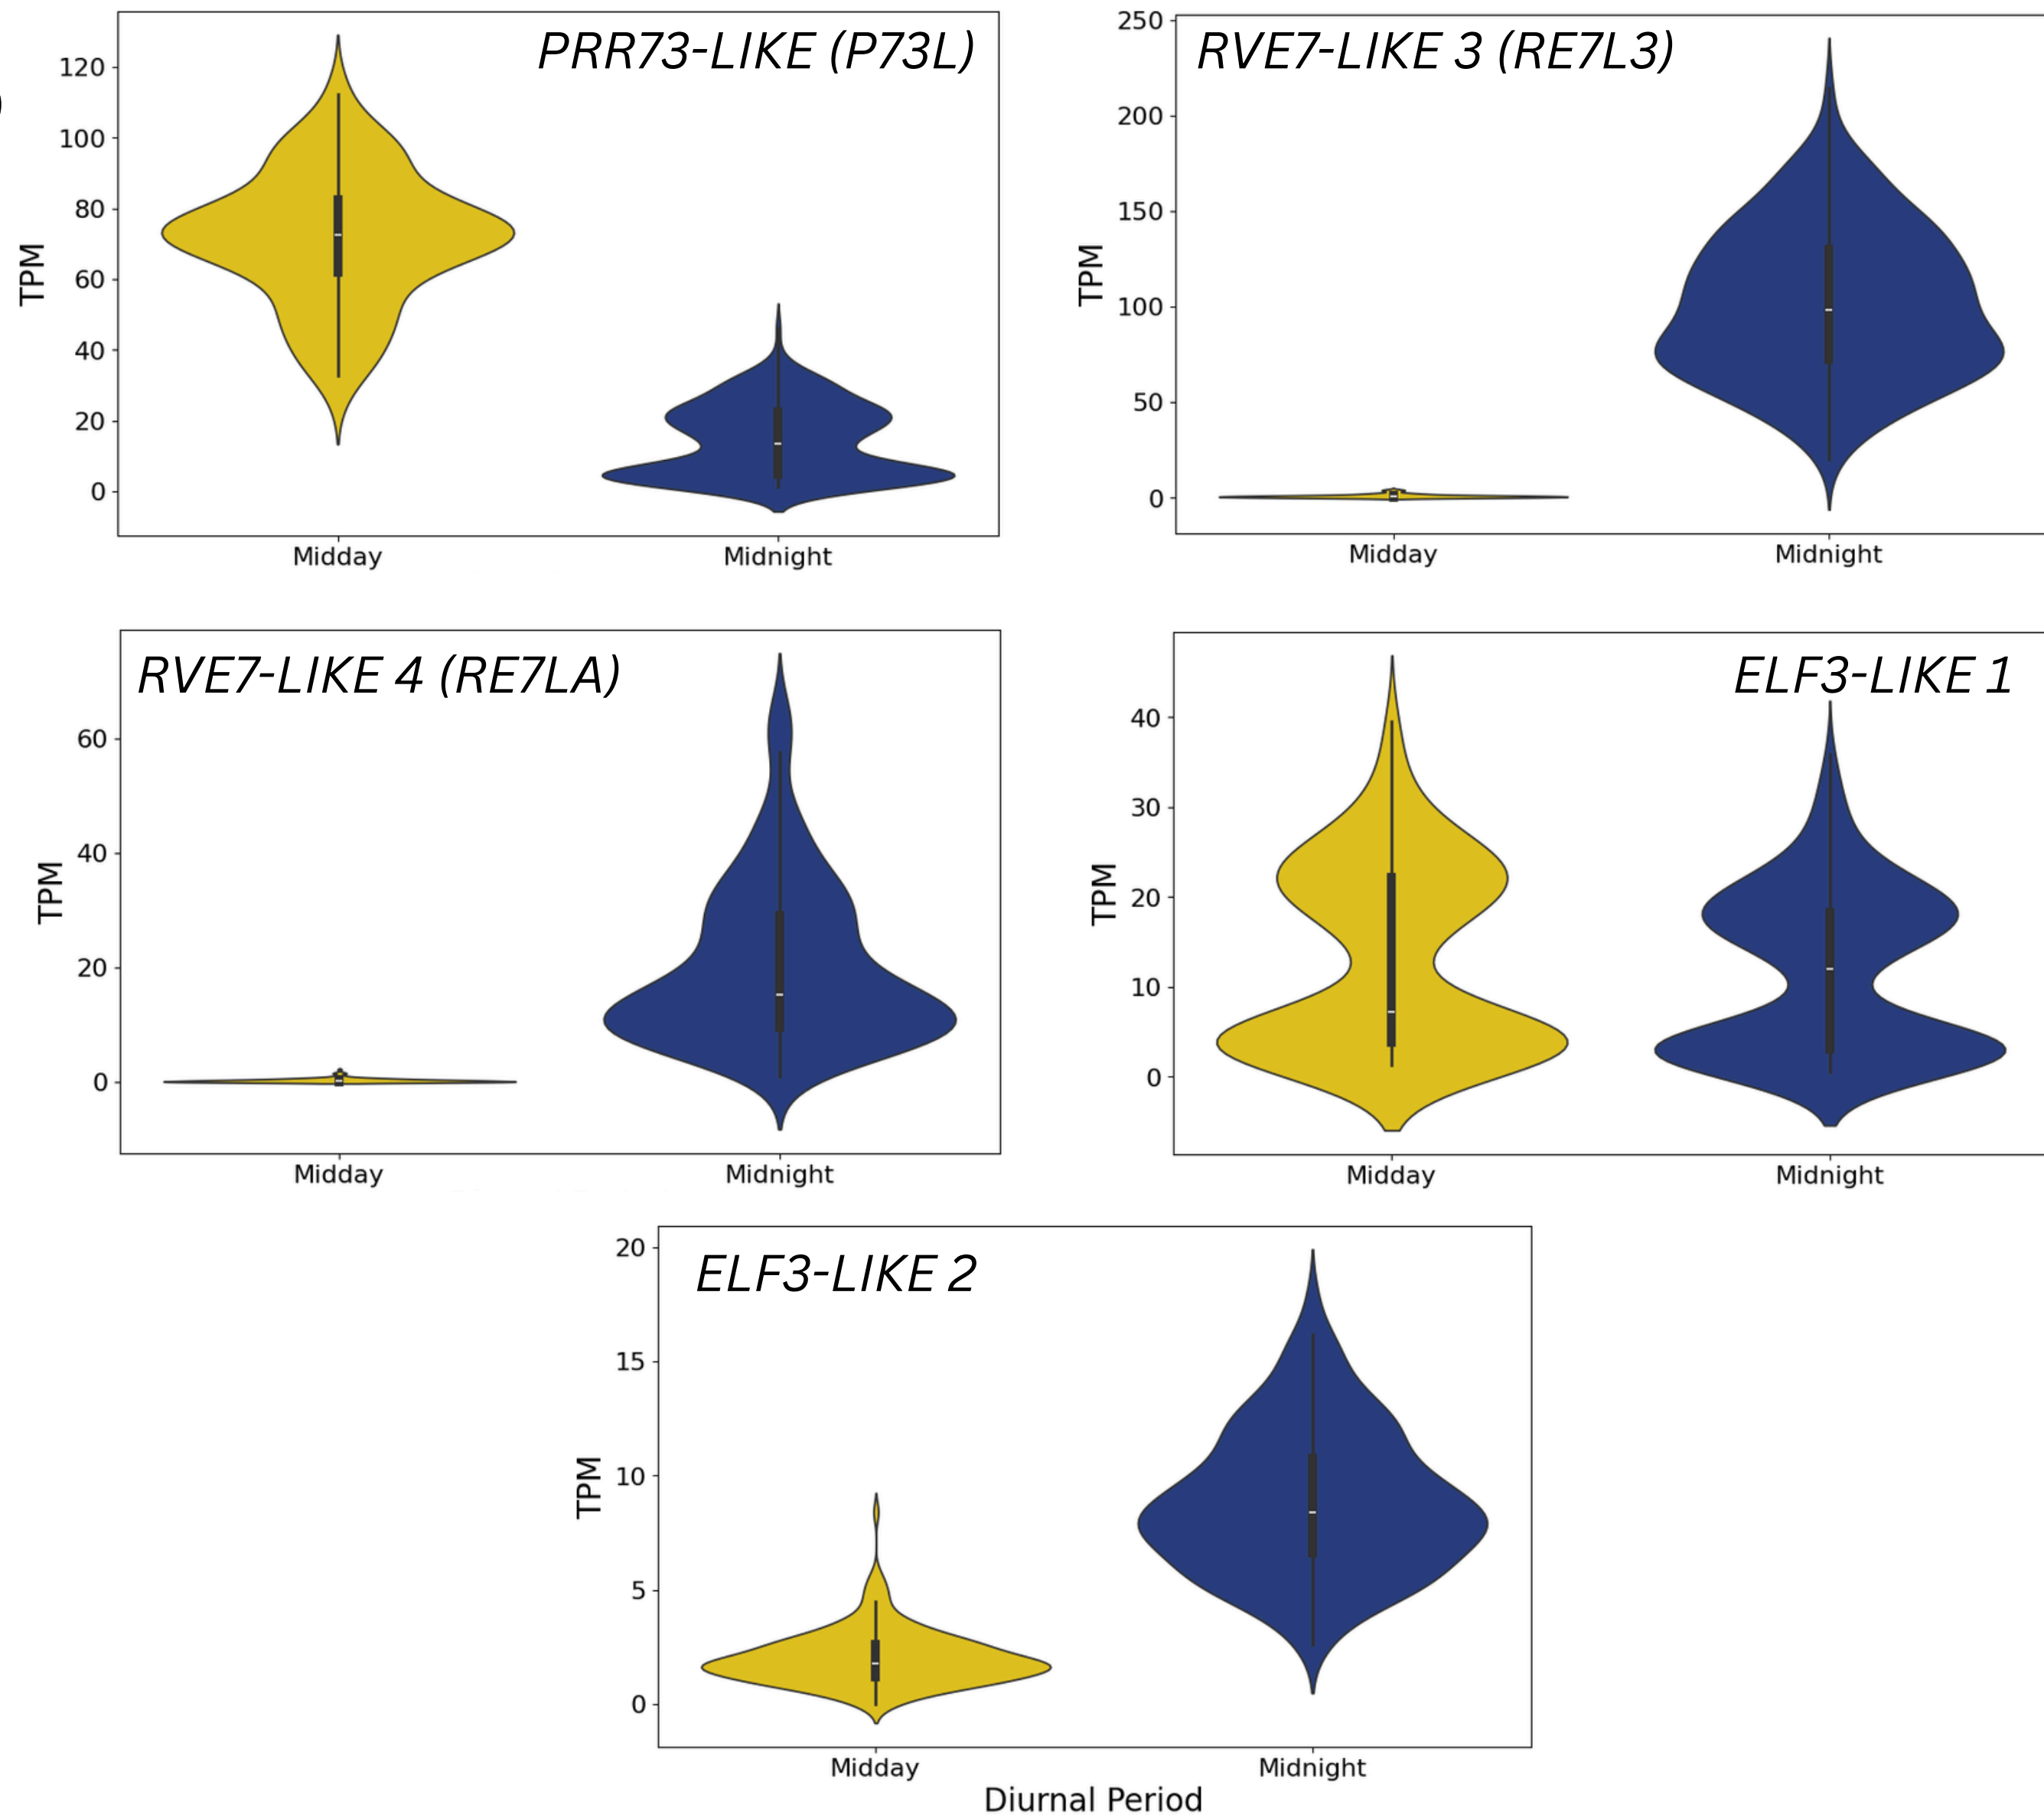 )
PRR73-LIKE (P73L)
120
100
80
60
40
20
0
TPM
Midday
Midnight
RVE7-LIKE 3 (RE7L3)
250
200
150
100
50
0
TPM
Midday
Midnight
RVE7-LIKE 4 (RE7LA)
60
40
20
0
TPM
Midday
Midnight
ELF3-LIKE 1
40
30
20
10
0
TPM
Midday
Midnight
ELF3-LIKE 2
20
15
10
5
0
TPM
Midday
Midnight
Diurnal Period